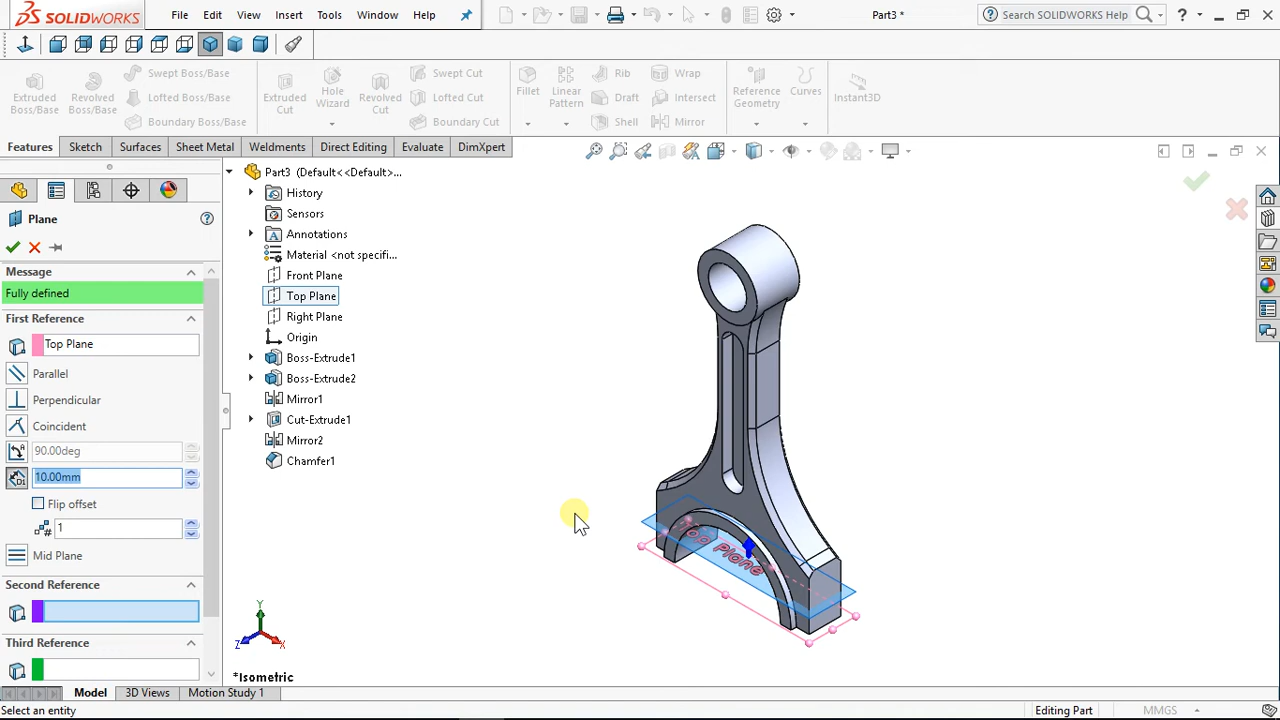 SOLIDWORKS File Edit View Insert Tools Window Help Part3 * Search SOLIDWORKS Help ?
Extruded Boss/Base
Revolved Boss/Base
Swept Boss/Base
Lofted Boss/Base
Boundary Boss/Base
Extruded Cut
Hole Wizard
Revolved Cut
Swept Cut
Lofted Cut
Boundary Cut
Fillet
Linear Pattern
Rib
Draft
Shell
Wrap
Intersect
Mirror
Reference Geometry
Curves
Instant3D
Features Sketch Surfaces Sheet Metal Weldments Direct Editing Evaluate DimXpert
Plane ?
Message
Fully defined
First Reference
Top Plane
Parallel
Perpendicular
Coincident
90.00deg
10.00mm
Flip offset
1
Mid Plane
Second Reference
Third Reference
Part3 (Default<<Default>...
History
Sensors
Annotations
Material <not specifi...
Front Plane
Top Plane
Right Plane
Origin
Boss-Extrude1
Boss-Extrude2
Mirror1
Cut-Extrude1
Mirror2
Chamfer1
Top Plane
Y
Z
X
*Isometric
Model 3D Views Motion Study 1
Select an entity Editing Part MMGS